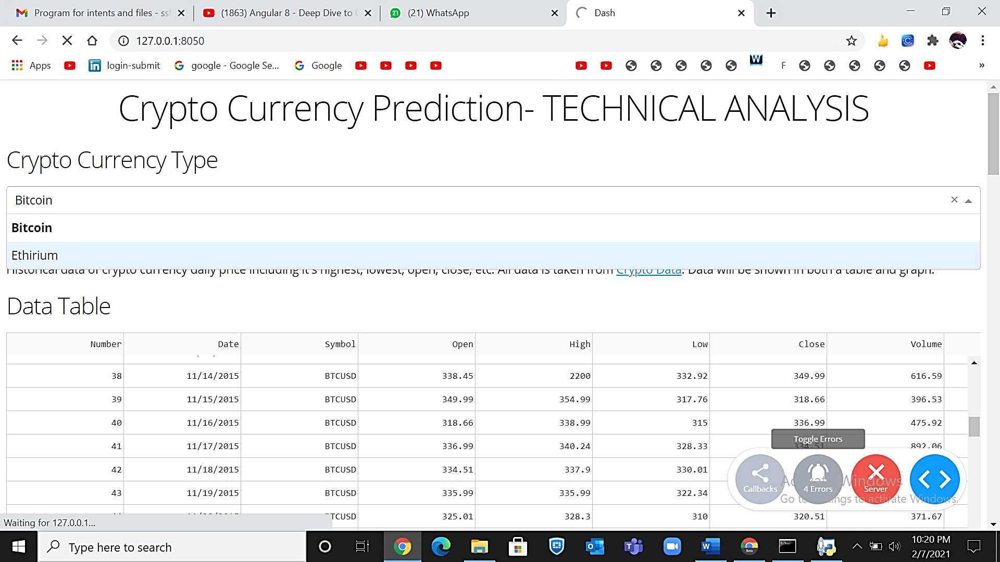 Program for intents and files - ssl
(1863) Angular 8 - Deep Dive to
21
(21) WhatsApp
Dash
127.0.0.1:8050
Apps
login-submit
google - Google Se...
Google
W
F
»
Crypto Currency Prediction- TECHNICAL ANALYSIS
Crypto Currency Type
Bitcoin
Bitcoin
Ethirium
Historical data of crypto currency daily price including it's highest, lowest, open, close, etc. All data is taken from Crypto Data. Data will be shown in both a table and graph.
Data Table
Number Date Symbol Open High Low Close Volume
38 11/14/2015 BTCUSD 338.45 2200 332.92 349.99 616.59
39 11/15/2015 BTCUSD 349.99 354.99 317.76 318.66 396.53
40 11/16/2015 BTCUSD 318.66 338.99 315 336.99 475.92
41 11/17/2015 BTCUSD 336.99 340.24 328.33 334.51 892.06
42 11/18/2015 BTCUSD 334.51 337.9 330.01
43 11/19/2015 BTCUSD 335.99 335.99 322.34
TCUSD 325.01 328.3 310 320.51 371.67
Toggle Errors
Callbacks
4 Errors
Server
Activate Windows
Go to Settings to activate Windows.
Waiting for 127.0.0.1...
Type here to search
10:20 PM
2/7/2021